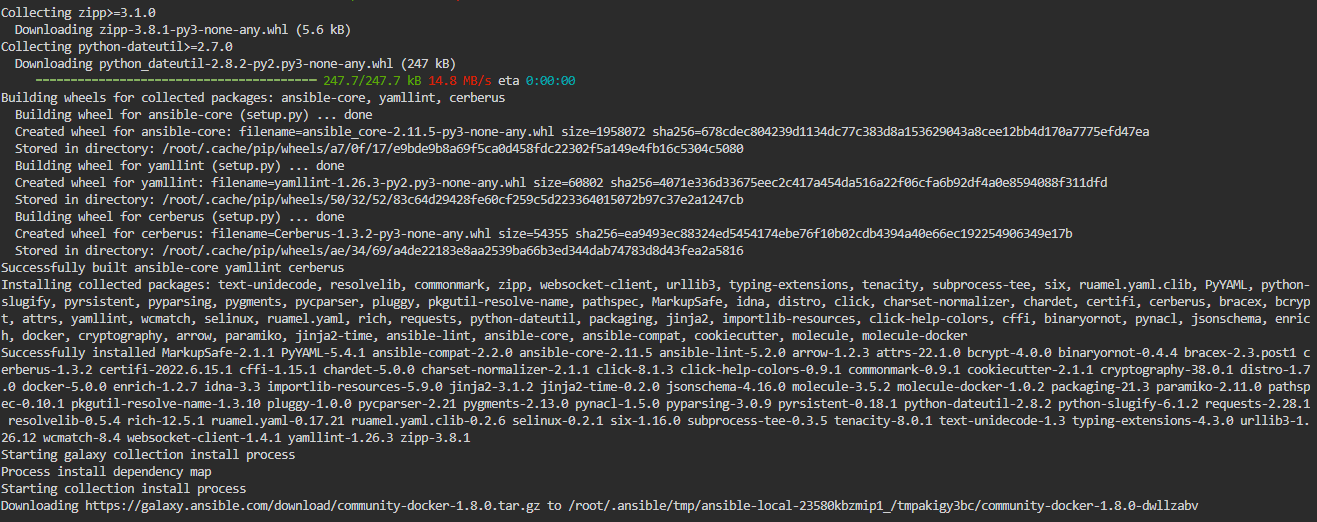 Collecting zipp>=3.1.0
  Downloading zipp-3.8.1-py3-none-any.whl (5.6 kB)
Collecting python-dateutil>=2.7.0
  Downloading python_dateutil-2.8.2-py2.py3-none-any.whl (247 kB)
     ---------------------------------------- 247.7/247.7 kB 14.8 MB/s eta 0:00:00
Building wheels for collected packages: ansible-core, yamllint, cerberus
  Building wheel for ansible-core (setup.py) ... done
  Created wheel for ansible-core: filename=ansible_core-2.11.5-py3-none-any.whl size=1958072 sha256=678cdec804239d1134dc77c383d8a153629043a8cee12bb4d170a7775efd47ea
  Stored in directory: /root/.cache/pip/wheels/a7/0f/17/e9bde9b8a69f5ca0d458fdc22302f5a149e4fb16c5304c5080
  Building wheel for yamllint (setup.py) ... done
  Created wheel for yamllint: filename=yamllint-1.26.3-py2.py3-none-any.whl size=60802 sha256=4071e336d33675eec2c417a454da516a22f06cfa6b92df4a0e8594088f311dfd
  Stored in directory: /root/.cache/pip/wheels/50/32/52/83c64d29428fe60cf259c5d223364015072b97c37e2a1247cb
  Building wheel for cerberus (setup.py) ... done
  Created wheel for cerberus: filename=Cerberus-1.3.2-py3-none-any.whl size=54355 sha256=ea9493ec88324ed5454174ebe76f10b02cdb4394a40e66ec192254906349e17b
  Stored in directory: /root/.cache/pip/wheels/ae/34/69/a4de22183e8aa2539ba66b3ed344dab74783d8d43fea2a5816
Successfully built ansible-core yamllint cerberus
Installing collected packages: text-unidecode, resolvelib, commonmark, zipp, websocket-client, urllib3, typing-extensions, tenacity, subprocess-tee, six, ruamel.yaml.clib, PyYAML, python-
slugify, pyrsistent, pyparsing, pygments, pycparser, pluggy, pkgutil-resolve-name, pathspec, MarkupSafe, idna, distro, click, charset-normalizer, chardet, certifi, cerberus, bracex, bcryp
t, attrs, yamllint, wcmatch, selinux, ruamel.yaml, rich, requests, python-dateutil, packaging, jinja2, importlib-resources, click-help-colors, cffi, binaryornot, pynacl, jsonschema, enric
h, docker, cryptography, arrow, paramiko, jinja2-time, ansible-lint, ansible-core, ansible-compat, cookiecutter, molecule, molecule-docker
Successfully installed MarkupSafe-2.1.1 PyYAML-5.4.1 ansible-compat-2.2.0 ansible-core-2.11.5 ansible-lint-5.2.0 arrow-1.2.3 attrs-22.1.0 bcrypt-4.0.0 binaryornot-0.4.4 bracex-2.3.post1 c
erberus-1.3.2 certifi-2022.6.15.1 cffi-1.15.1 chardet-5.0.0 charset-normalizer-2.1.1 click-8.1.3 click-help-colors-0.9.1 commonmark-0.9.1 cookiecutter-2.1.1 cryptography-38.0.1 distro-1.7
.0 docker-5.0.0 enrich-1.2.7 idna-3.3 importlib-resources-5.9.0 jinja2-3.1.2 jinja2-time-0.2.0 jsonschema-4.16.0 molecule-3.5.2 molecule-docker-1.0.2 packaging-21.3 paramiko-2.11.0 pathsp
ec-0.10.1 pkgutil-resolve-name-1.3.10 pluggy-1.0.0 pycparser-2.21 pygments-2.13.0 pynacl-1.5.0 pyparsing-3.0.9 pyrsistent-0.18.1 python-dateutil-2.8.2 python-slugify-6.1.2 requests-2.28.1
 resolvelib-0.5.4 rich-12.5.1 ruamel.yaml-0.17.21 ruamel.yaml.clib-0.2.6 selinux-0.2.1 six-1.16.0 subprocess-tee-0.3.5 tenacity-8.0.1 text-unidecode-1.3 typing-extensions-4.3.0 urllib3-1.
26.12 wcmatch-8.4 websocket-client-1.4.1 yamllint-1.26.3 zipp-3.8.1
Starting galaxy collection install process
Process install dependency map
Starting collection install process
Downloading https://galaxy.ansible.com/download/community-docker-1.8.0.tar.gz to /root/.ansible/tmp/ansible-local-23580kbzmip1_/tmpakigy3bc/community-docker-1.8.0-dwllzabv